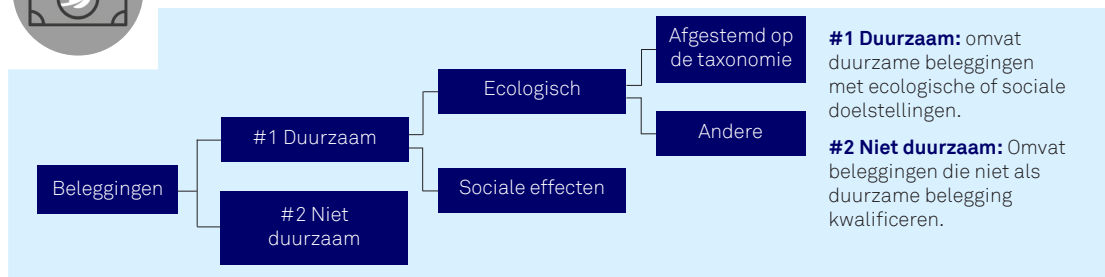 Beleggingen
#1 Duurzaam
#2 Niet
duurzaam
Ecologisch
Sociale effecten
Afgestemd op
de taxonomie
Andere
#1 Duurzaam: omvat
duurzame beleggingen
met ecologische of sociale
doelstellingen.
#2 Niet duurzaam: Omvat
beleggingen die niet als
duurzame belegging
kwalificeren.